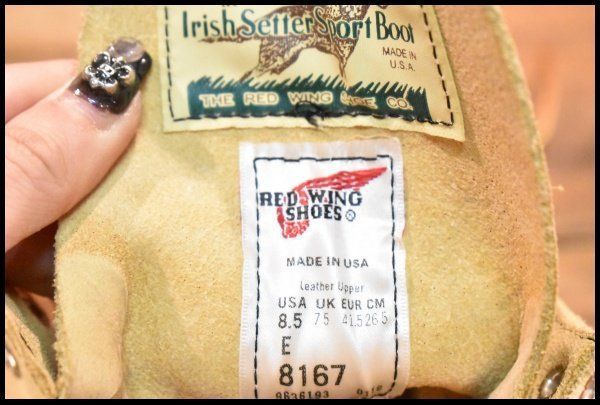 Irish Setter Sport Boot
MADE IN
U.S.A.
THE RED WING SHOE CO.
RED WING
SHOES
MADE IN USA
Leather Upper
USA UK EUR CM
8.5 7.5 41.5 26.5
E
8167
9636193